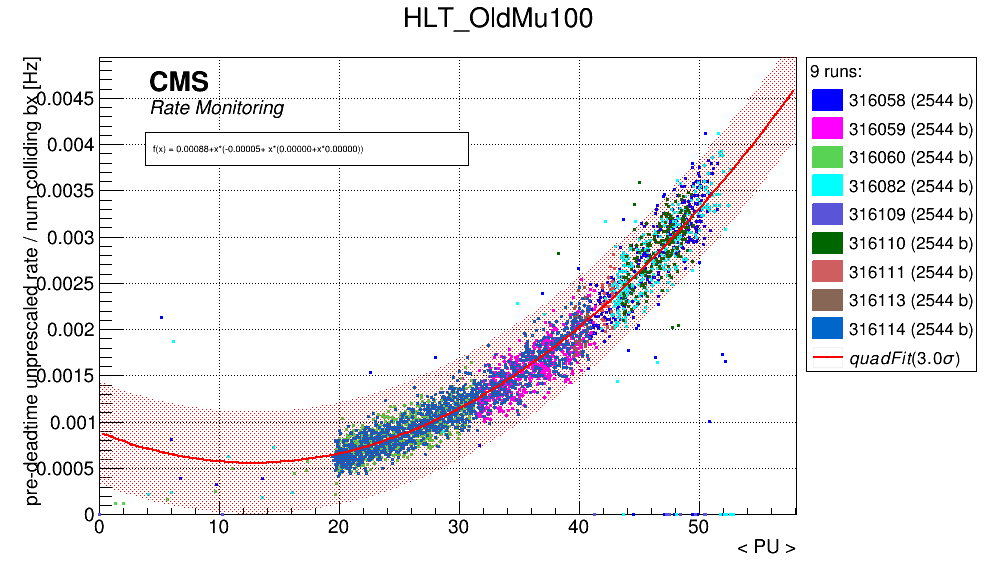 HLT_OldMu100
pre-deadtime unprescaled rate / num colliding bx [Hz]
CMS
Rate Monitoring
f(x) = 0.00088+x*(-0.00005+ x*(0.00000+x*0.00000))
0.0045
0.004
0.0035
0.003
0.0025
0.002
0.0015
0.001
0.0005
0
0 10 20 30 40 50
< PU >
9 runs:
316058 (2544 b)
316059 (2544 b)
316060 (2544 b)
316082 (2544 b)
316109 (2544 b)
316110 (2544 b)
316111 (2544 b)
316113 (2544 b)
316114 (2544 b)
quadFit(3.0σ)